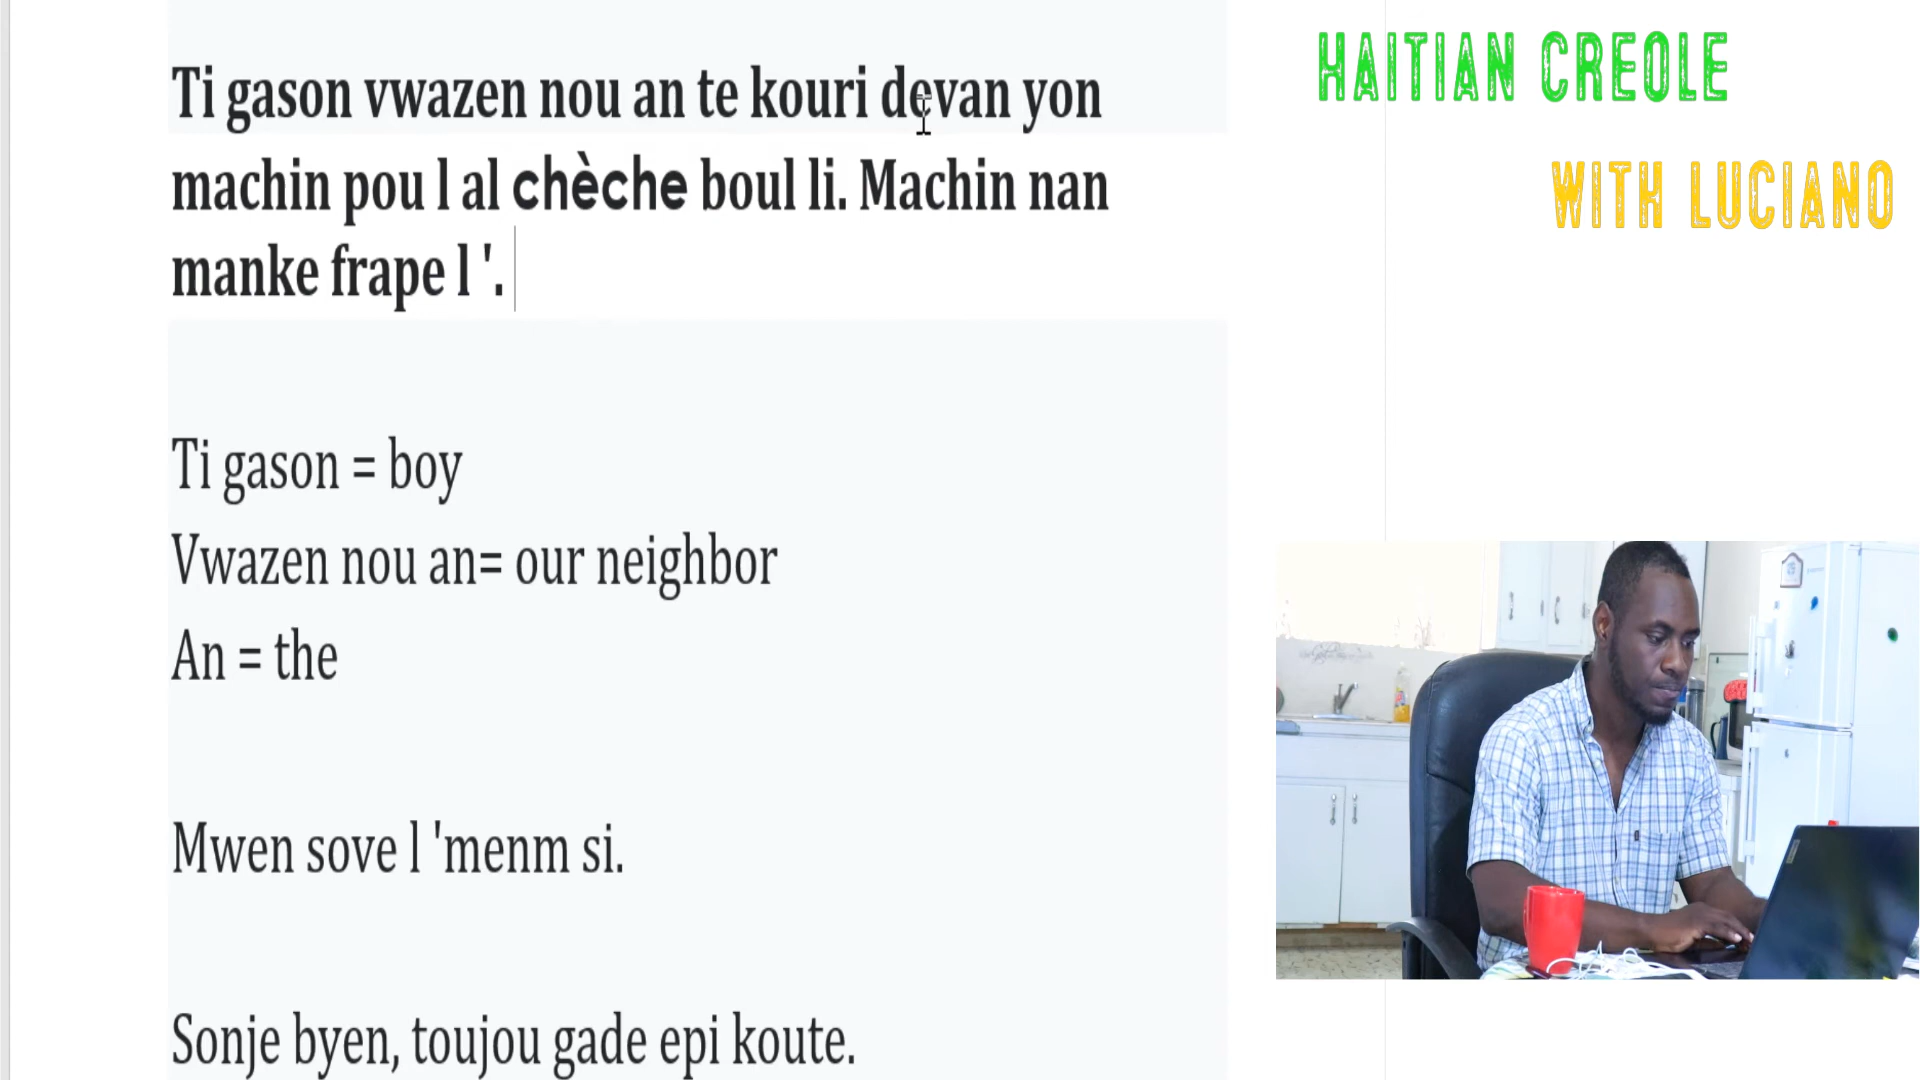 Ti gason vwazen nou an te kouri devan yon
machin pou l al chèche boul li. Machin nan
manke frape l '.
Ti gason = boy
Vwazen nou an= our neighbor
An = the
Mwen sove l 'menm si.
Sonje byen, toujou gade epi koute.
HAITIAN CREOLE
WITH LUCIANO